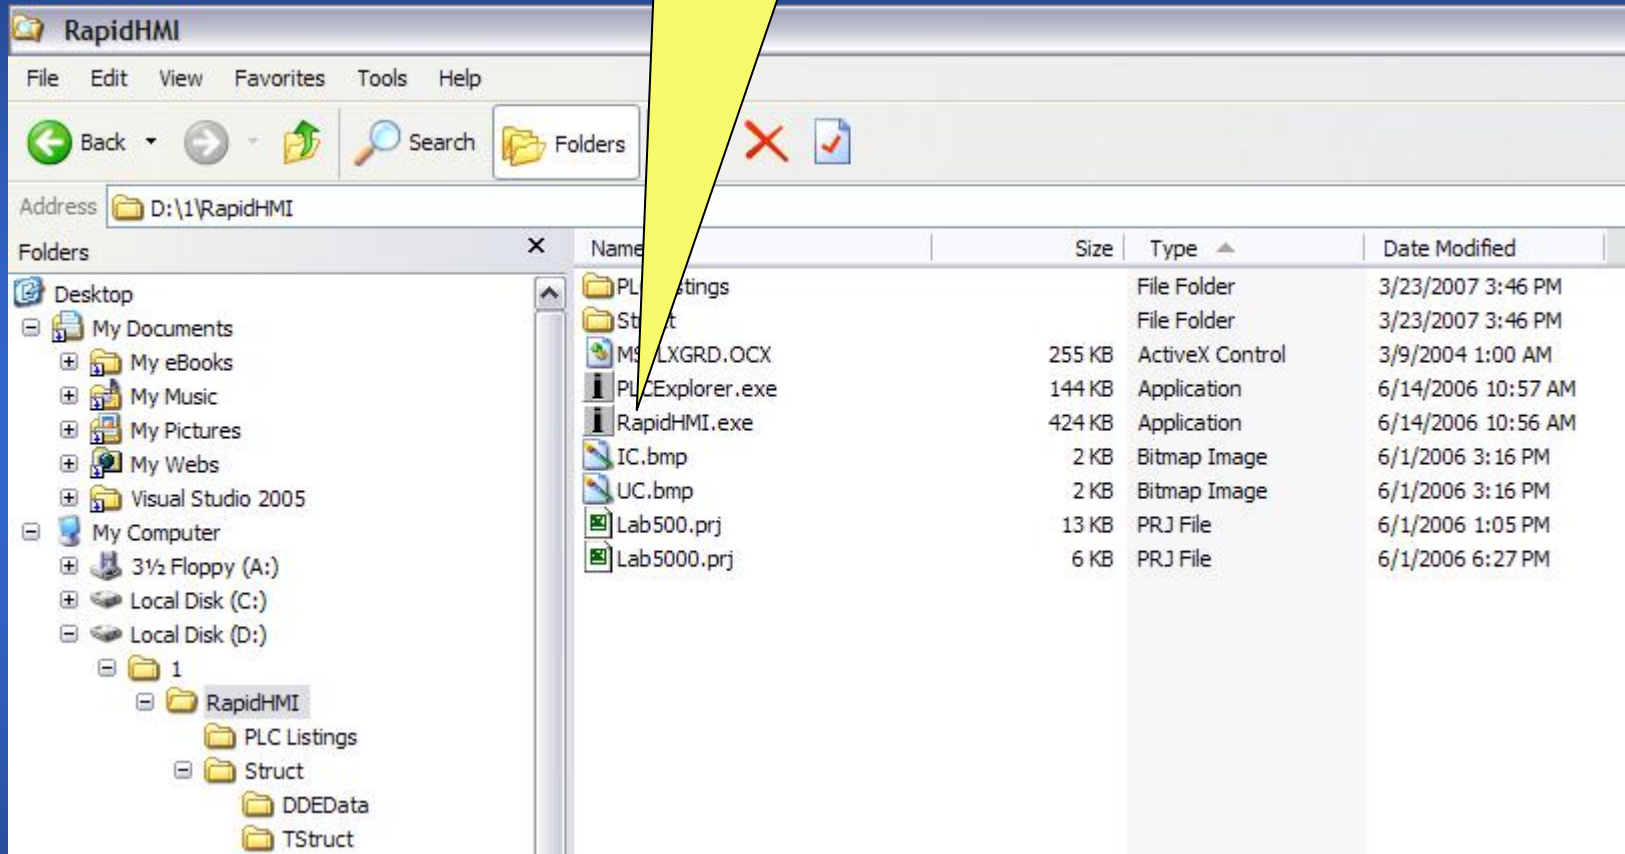 RapidHMI
File Edit View Favorites Tools Help
Back Search Folders
Address D:\1\RapidHMI
Folders Name Size Type Date Modified
Desktop
My Documents
My eBooks
My Music
My Pictures
My Webs
Visual Studio 2005
My Computer
3½ Floppy (A:)
Local Disk (C:)
Local Disk (D:)
1
RapidHMI
PLC Listings
Struct
DDEData
TStruct
File Folder 3/23/2007 3:46 PM
File Folder 3/23/2007 3:46 PM
255 KB ActiveX Control 3/9/2004 1:00 AM
PLCExplorer.exe 144 KB Application 6/14/2006 10:57 AM
RapidHMI.exe 424 KB Application 6/14/2006 10:56 AM
IC.bmp 2 KB Bitmap Image 6/1/2006 3:16 PM
UC.bmp 2 KB Bitmap Image 6/1/2006 3:16 PM
Lab500.prj 13 KB PRJ File 6/1/2006 1:05 PM
Lab5000.prj 6 KB PRJ File 6/1/2006 6:27 PM